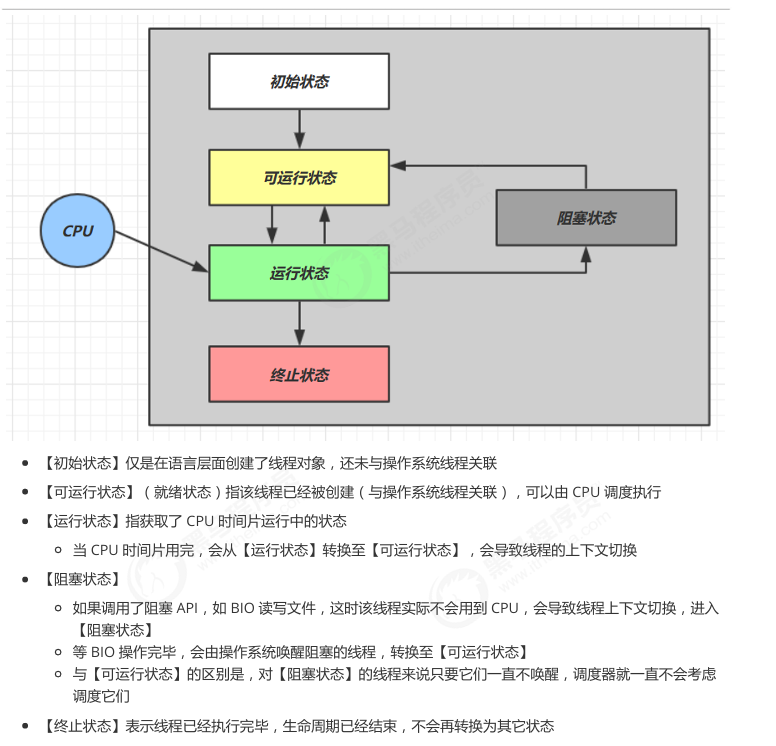 初始状态
可运行状态
阻塞状态
CPU
运行状态
终止状态
【初始状态】仅是在语言层面创建了线程对象，还未与操作系统线程关联
【可运行状态】（就绪状态）指该线程已经被创建（与操作系统线程关联），可以由 CPU 调度执行
【运行状态】指获取了 CPU 时间片运行中的状态
当 CPU 时间片用完，会从【运行状态】转换至【可运行状态】，会导致线程的上下文切换
【阻塞状态】
如果调用了阻塞 API，如 BIO 读写文件，这时该线程实际不会用到 CPU，会导致线程上下文切换，进入
【阻塞状态】
等 BIO 操作完毕，会由操作系统唤醒阻塞的线程，转换至【可运行状态】
与【可运行状态】的区别是，对【阻塞状态】的线程来说只要它们一直不唤醒，调度器就一直不会考虑
调度它们
【终止状态】表示线程已经执行完毕，生命周期已经结束，不会再转换为其它状态
黑马程序员